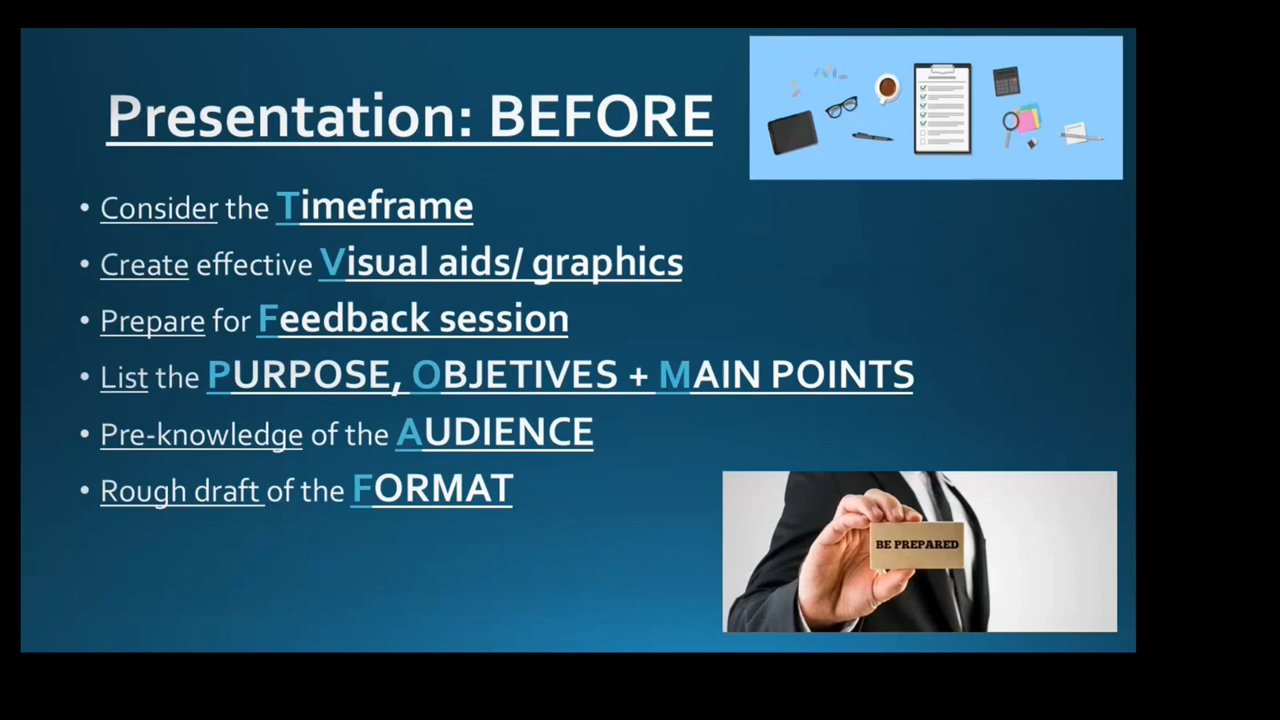 Presentation: BEFORE
• Consider the Timeframe
• Create effective Visual aids/ graphics
• Prepare for Feedback session
• List the PURPOSE, OBJETIVES + MAIN POINTS
• Pre-knowledge of the AUDIENCE
• Rough draft of the FORMAT
BE PREPARED